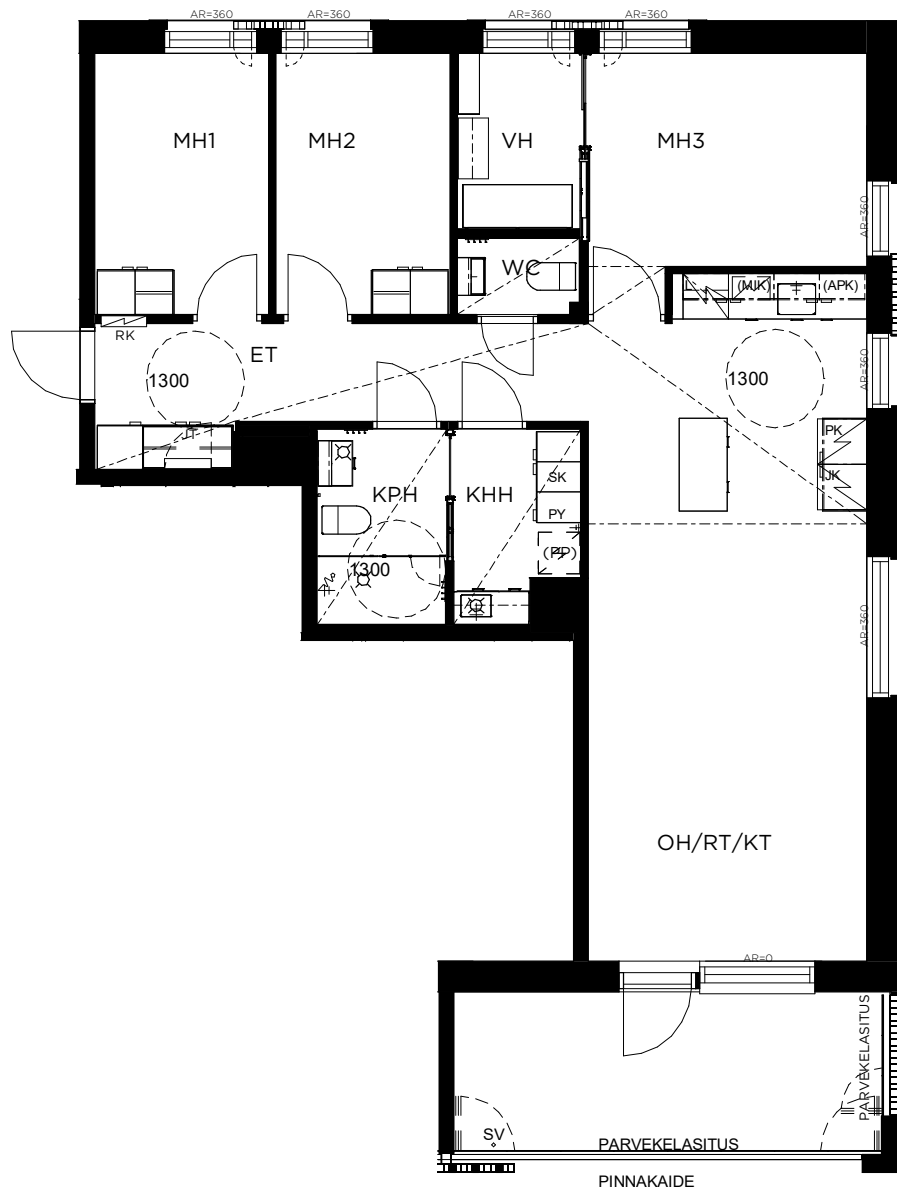 AR=360 AR=360 AR=360 AR=360
MH1 MH2 VH MH3
AR=360
WC
(MIK) (APK)
RK
ET
AR=360
1300 1300
PK
JK
KPH KHH SK
PY
(PP)
1300
AR=360
OH/RT/KT
AR=0
PARVEKELASITUS
SV
PARVEKELASITUS
PINNAKAIDE